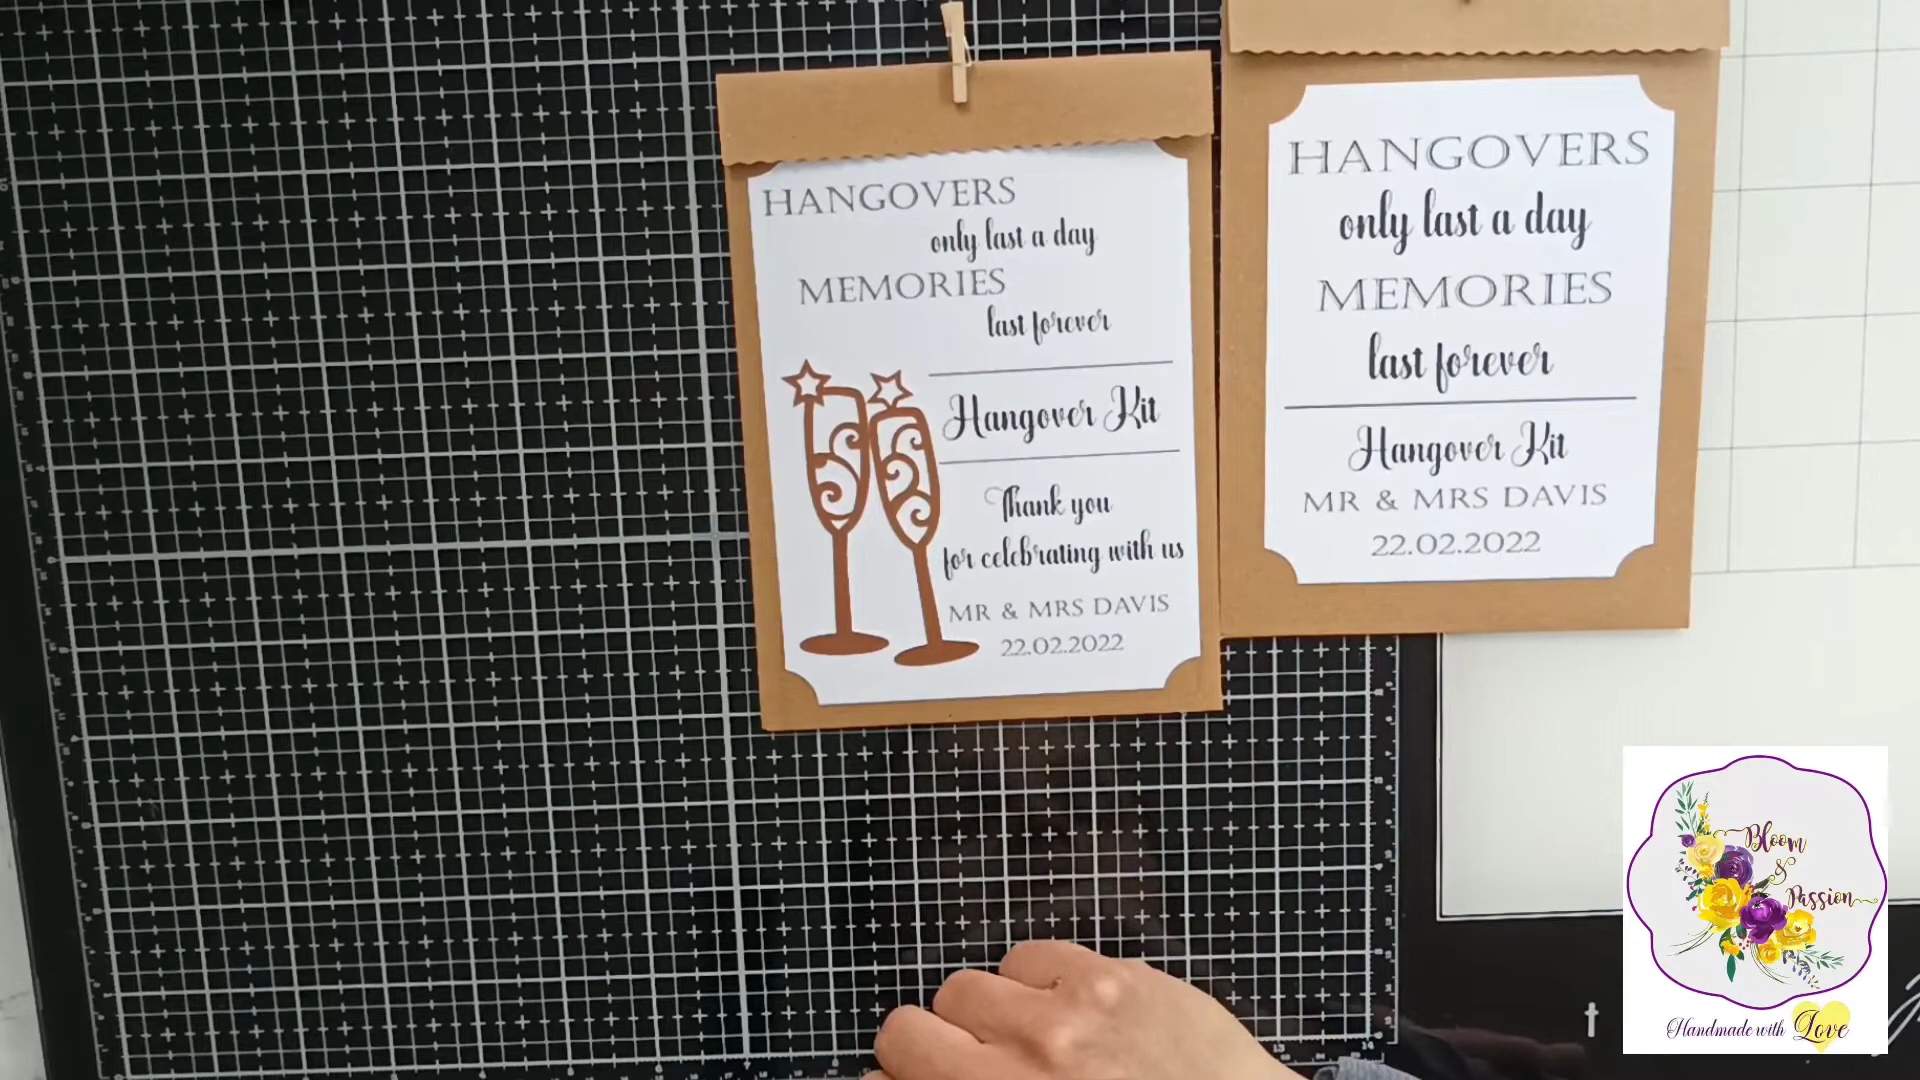 HANGOVERS
only last a day
MEMORIES
last forever
Hangover Kit
Thank you
for celebrating with us
MR & MRS DAVIS
22.02.2022
HANGOVERS
only last a day
MEMORIES
last forever
Hangover Kit
MR & MRS DAVIS
22.02.2022
Bloom
&
Passion
Handmade with Love